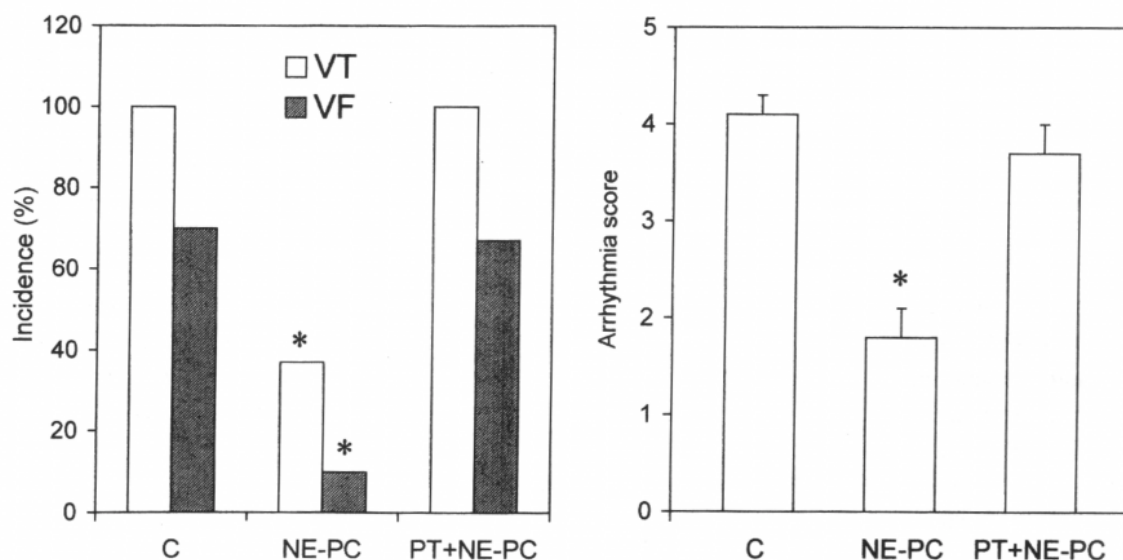 120
100
80
60
40
20
0
Incidence (%)
VT
VF
*
*
C NE-PC PT+NE-PC
5
4
3
2
1
0
Arrhythmia score
*
C NE-PC PT+NE-PC